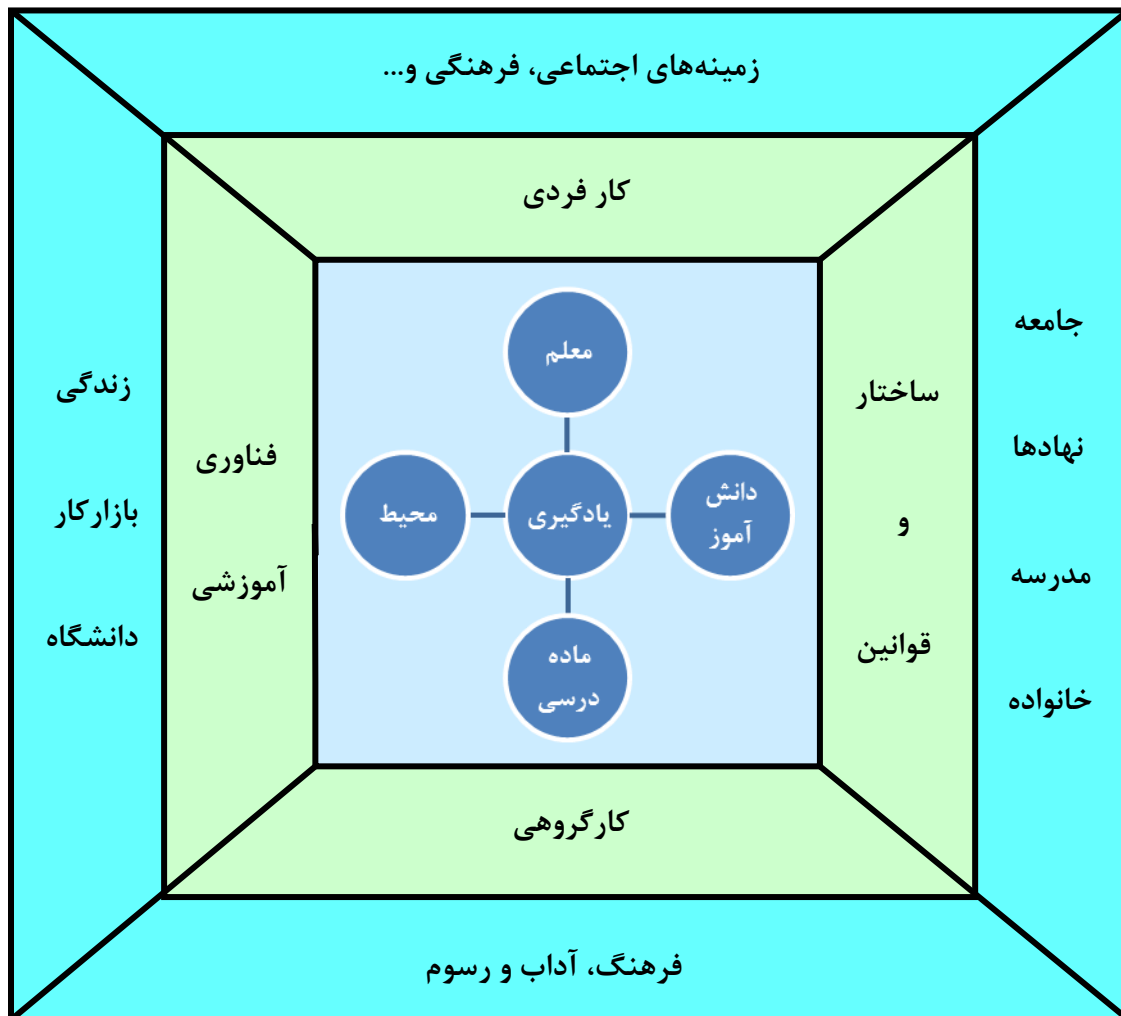 زمینه‌های اجتماعی، فرهنگی و...
کار فردی
جامعه
نهادها
مدرسه
خانواده
ساختار
و
قوانین
معلم
دانش
آموز
یادگیری
محیط
ماده
درسی
فناوری
آموزشی
زندگی
بازارکار
دانشگاه
کارگروهی
فرهنگ، آداب و رسوم